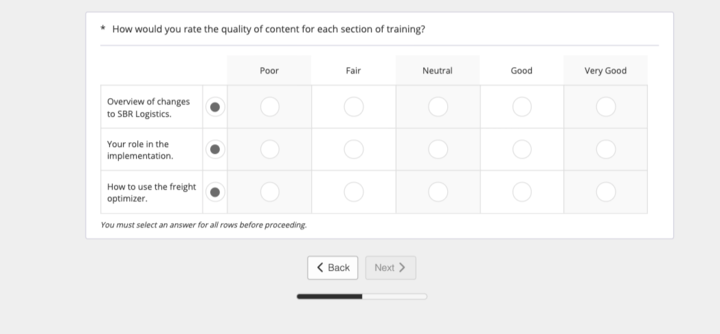 * How would you rate the quality of content for each section of training?
Poor Fair Neutral Good Very Good
Overview of changes
to SBR Logistics.
Your role in the
implementation.
How to use the freight
optimizer.
You must select an answer for all rows before proceeding.
Back Next